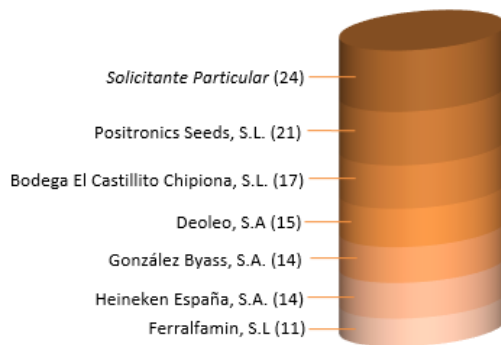 Solicitante Particular (24)
Positronics Seeds, S.L. (21)
Bodega El Castillito Chipiona, S.L. (17)
Deoleo, S.A (15)
González Byass, S.A. (14)
Heineken España, S.A. (14)
Ferralfamin, S.L (11)